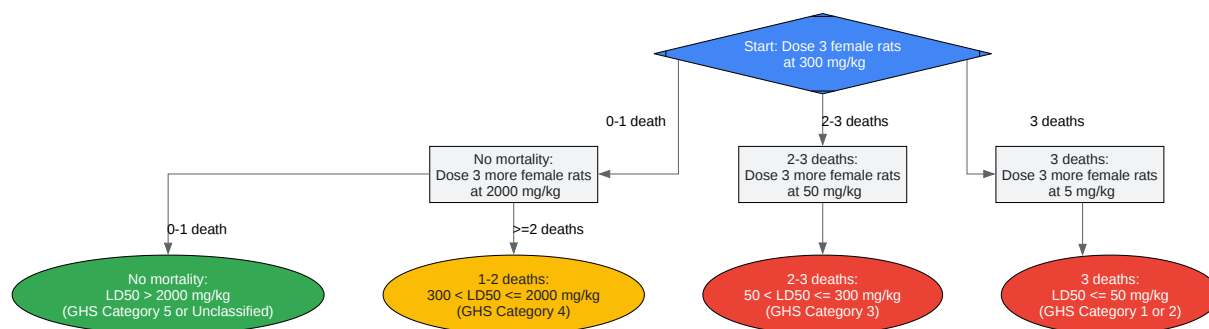 Start: Dose 3 female rats
at 300 mg/kg
0-1 death
2-3 deaths
3 deaths
No mortality:
Dose 3 more female rats
at 2000 mg/kg
2-3 deaths:
Dose 3 more female rats
at 50 mg/kg
3 deaths:
Dose 3 more female rats
at 5 mg/kg
0-1 death
>=2 deaths
No mortality:
LD50 > 2000 mg/kg
(GHS Category 5 or Unclassified)
1-2 deaths:
300 < LD50 <= 2000 mg/kg
(GHS Category 4)
2-3 deaths:
50 < LD50 <= 300 mg/kg
(GHS Category 3)
3 deaths:
LD50 <= 50 mg/kg
(GHS Category 1 or 2)